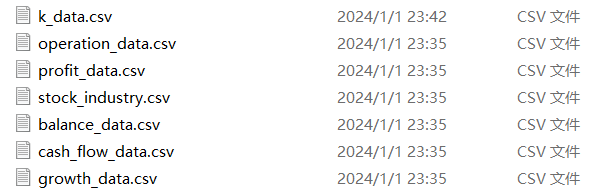 k_data.csv 2024/1/1 23:42 CSV 文件
operation_data.csv 2024/1/1 23:35 CSV 文件
profit_data.csv 2024/1/1 23:35 CSV 文件
stock_industry.csv 2024/1/1 23:35 CSV 文件
balance_data.csv 2024/1/1 23:35 CSV 文件
cash_flow_data.csv 2024/1/1 23:35 CSV 文件
growth_data.csv 2024/1/1 23:35 CSV 文件